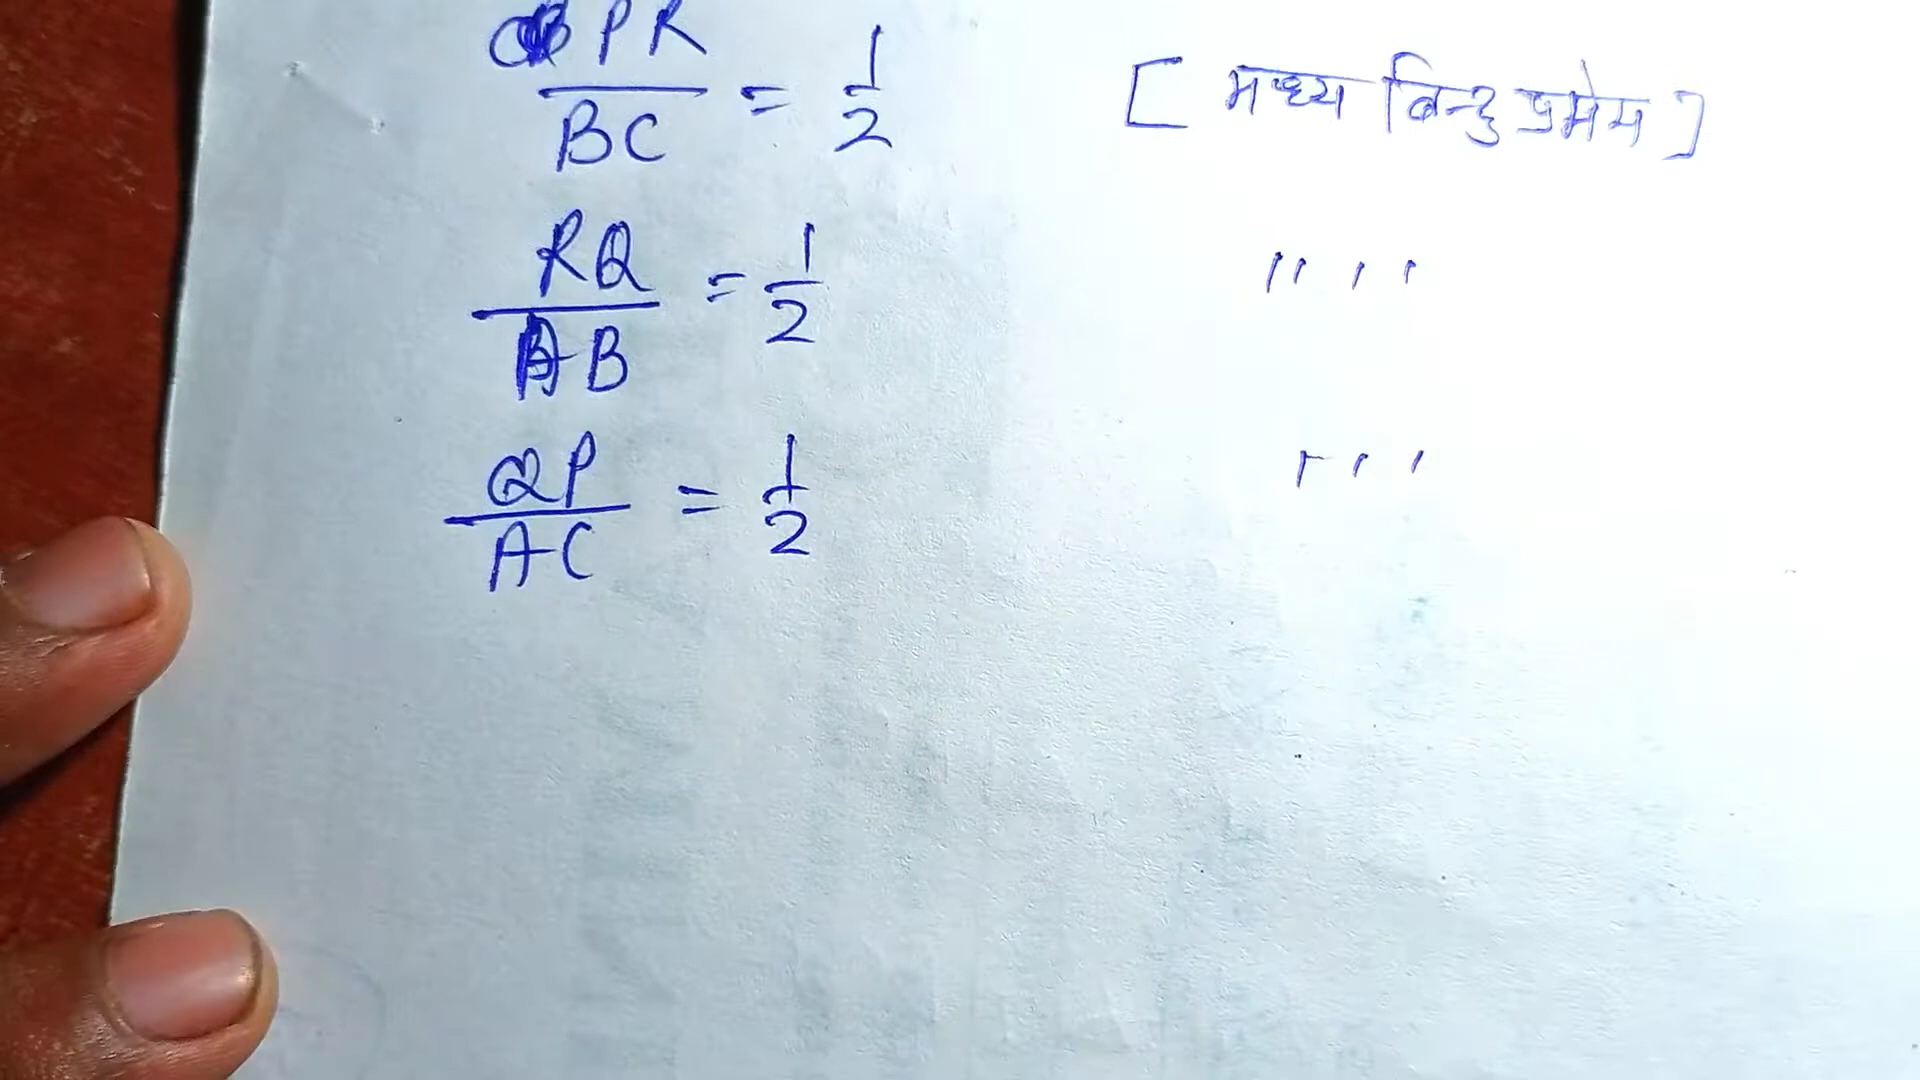 PR/BC = 1/2 [ मध्य बिन्दु प्रमेय ]
RQ/AB = 1/2 " " "
QP/AC = 1/2 " " "